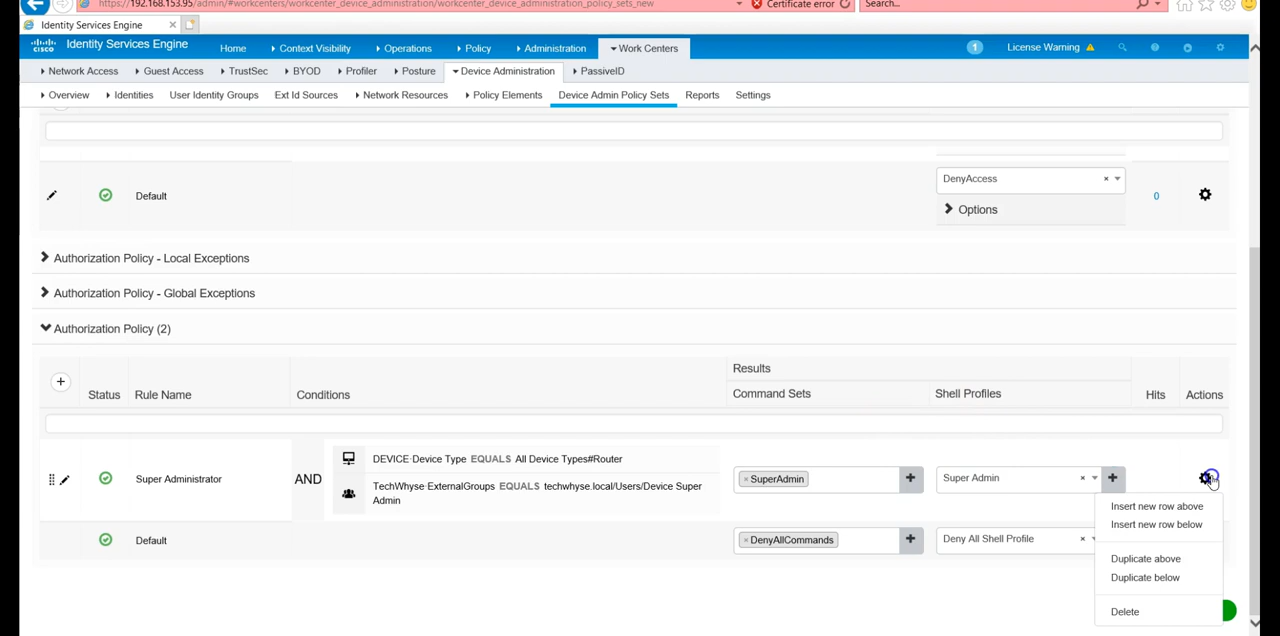 https://192.168.153.95/admin/#workcenters/workcenter_device_administration/workcenter_device_administration_policy_sets_new
Certificate error
Search...
Identity Services Engine
cisco
Identity Services Engine
Home
Context Visibility
Operations
Policy
Administration
Work Centers
1
License Warning
Network Access
Guest Access
TrustSec
BYOD
Profiler
Posture
Device Administration
PassiveID
Overview
Identities
User Identity Groups
Ext Id Sources
Network Resources
Policy Elements
Device Admin Policy Sets
Reports
Settings
Default
DenyAccess
Options
0
Authorization Policy - Local Exceptions
Authorization Policy - Global Exceptions
Authorization Policy (2)
Results
Status
Rule Name
Conditions
Command Sets
Shell Profiles
Hits
Actions
Super Administrator
AND
DEVICE·Device Type EQUALS All Device Types#Router
TechWhyse·ExternalGroups EQUALS techwhyse.local/Users/Device Super
Admin
SuperAdmin
Super Admin
Default
DenyAllCommands
Deny All Shell Profile
Insert new row above
Insert new row below
Duplicate above
Duplicate below
Delete